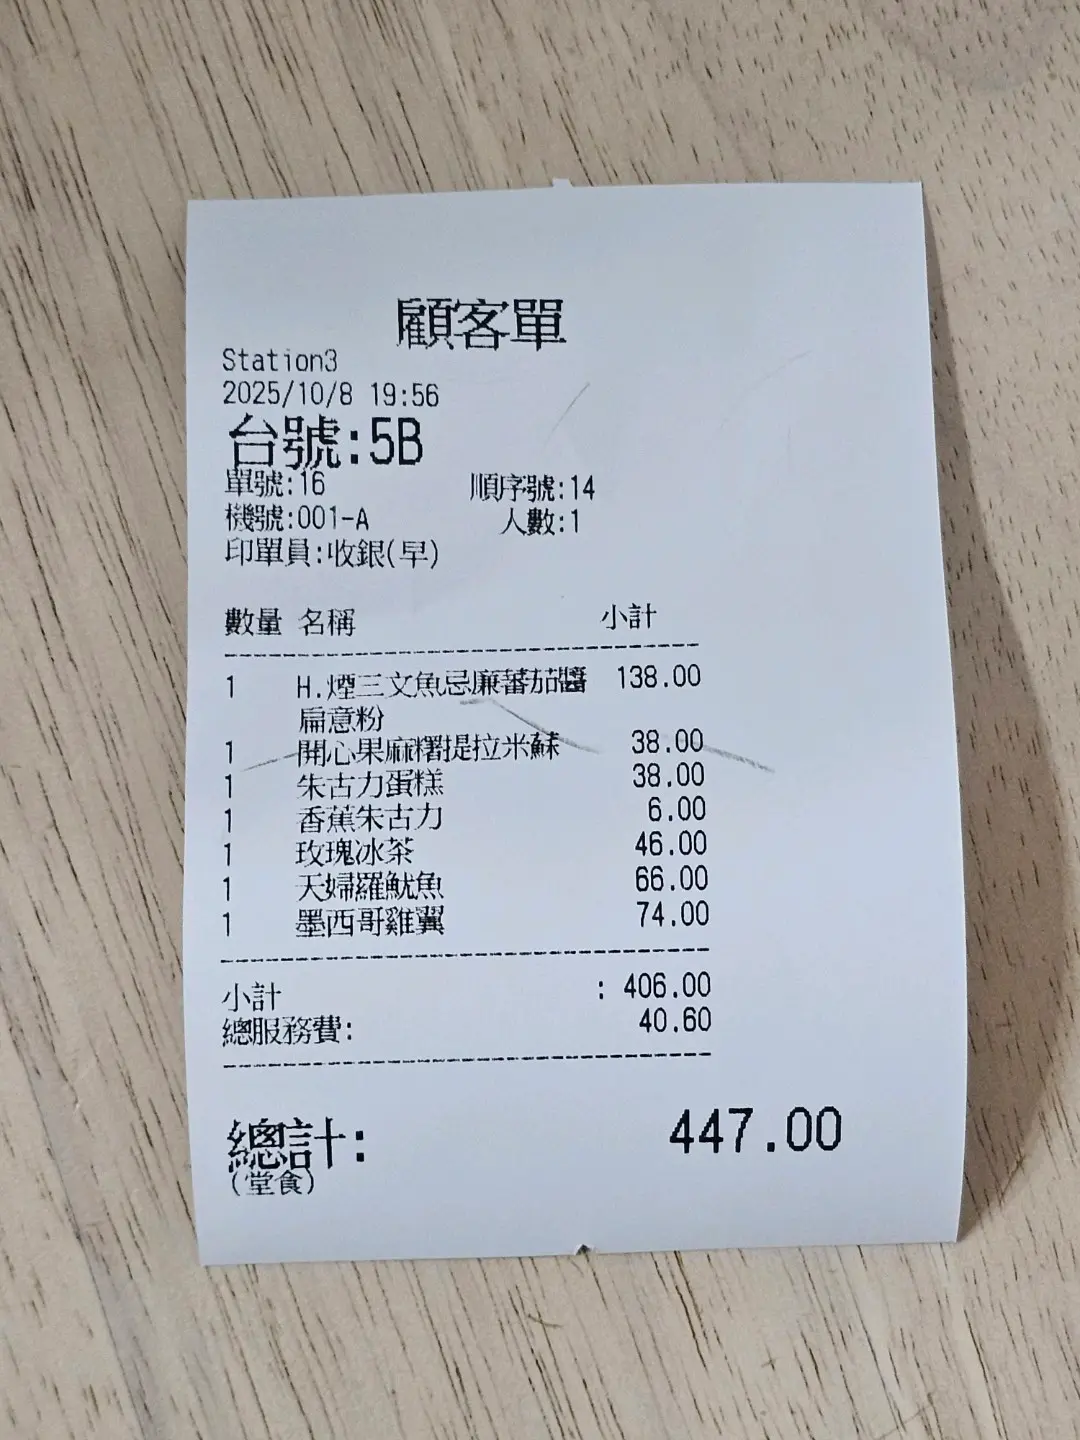 顧客單
Station3
2025/10/8 19:56
台號:5B
單號:16 順序號:14
機號:001-A 人數:1
印單員:收銀(早)
數量 名稱 小計
1 H.煙三文魚忌廉蕃茄醬 138.00
扁意粉
1 開心果麻糬提拉米蘇 38.00
1 朱古力蛋糕 38.00
1 香蕉朱古力 6.00
1 玫瑰冰茶 46.00
1 天婦羅魷魚 66.00
1 墨西哥雞翼 74.00
小計 : 406.00
總服務費: 40.60
總計: 447.00
(堂食)